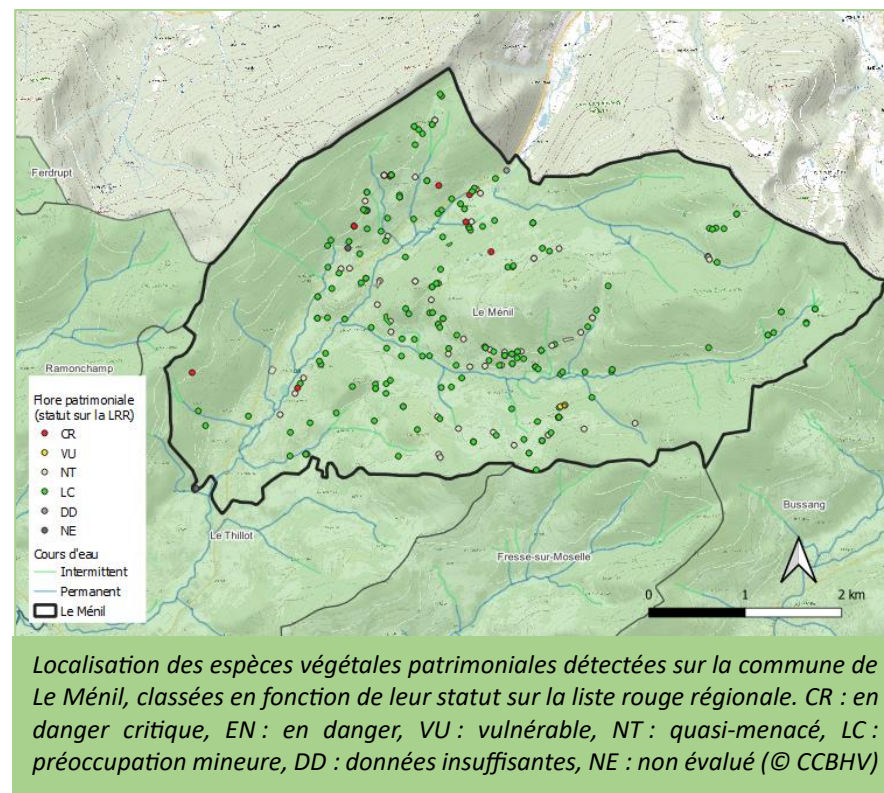 Ferdrupt
Le Ménil
Ramonchamp
Flore patrimoniale
(statut sur la LRR)
CR
VU
NT
LC
DD
NE
Cours d'eau
Intermittent
Permanent
Le Ménil
Le Thillot
Bussang
Fresse-sur-Moselle
0 1 2 km
Localisation des espèces végétales patrimoniales détectées sur la commune de
Le Ménil, classées en fonction de leur statut sur la liste rouge régionale. CR : en
danger critique, EN : en danger, VU : vulnérable, NT : quasi-menacé, LC :
préoccupation mineure, DD : données insuffisantes, NE : non évalué (© CCBHV)